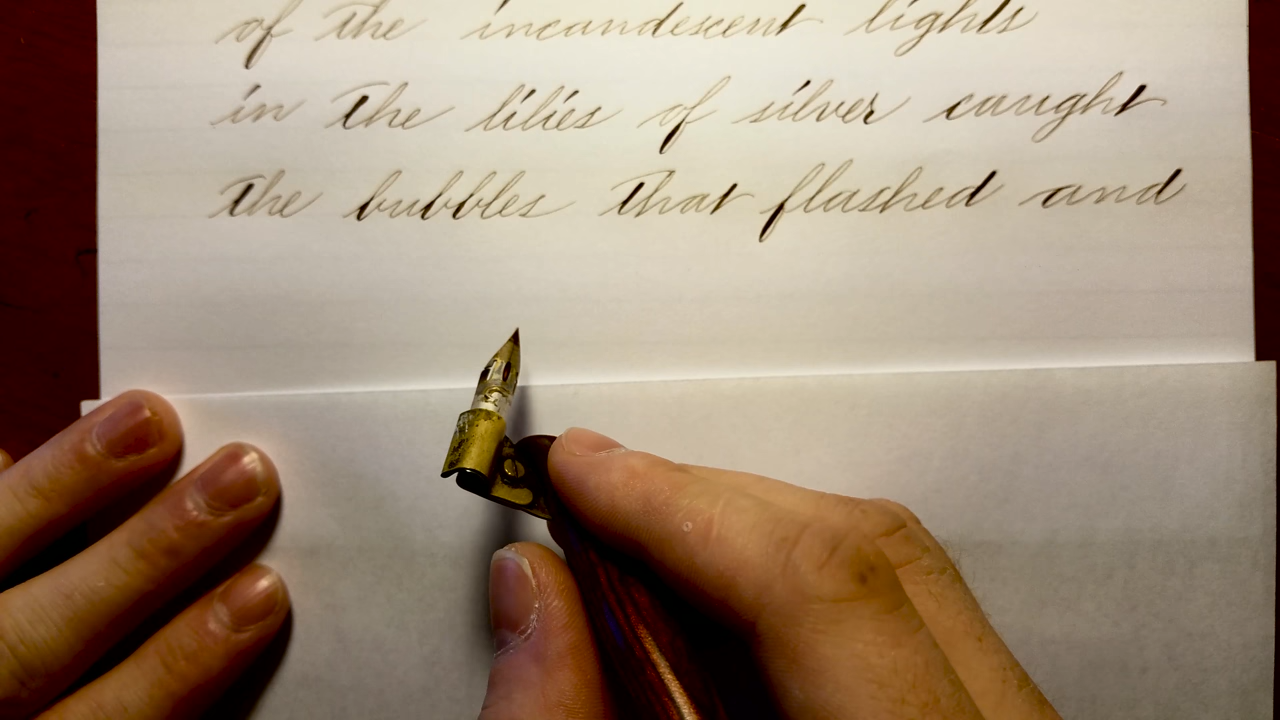 of the incandescent lights
in the lilies of silver caught
the bubbles that flashed and